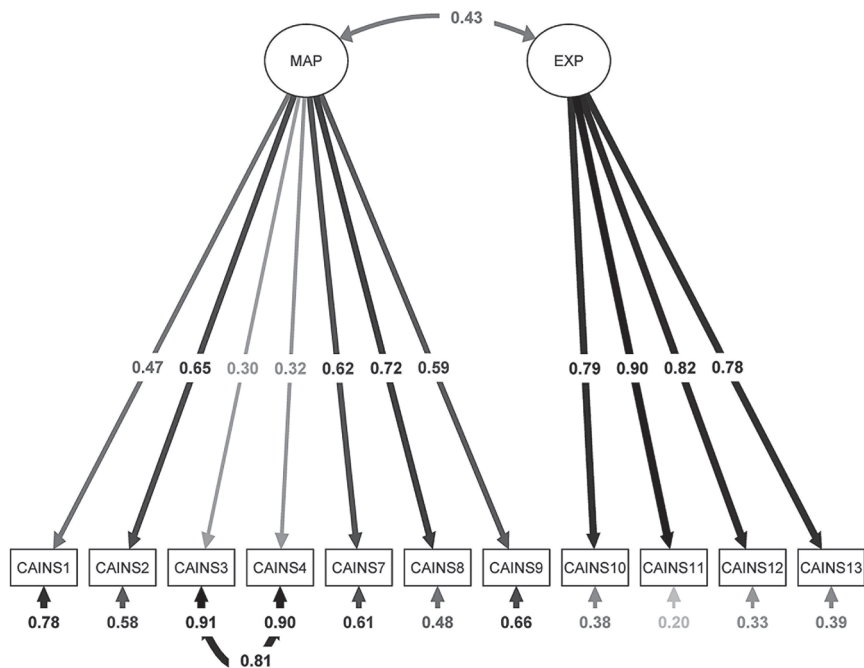 0.43
MAP EXP
0.47 0.65 0.30 0.32 0.62 0.72 0.59 0.79 0.90 0.82 0.78
CAINS1 CAINS2 CAINS3 CAINS4 CAINS7 CAINS8 CAINS9 CAINS10 CAINS11 CAINS12 CAINS13
0.78 0.58 0.91 0.90 0.61 0.48 0.66 0.38 0.20 0.33 0.39
0.81